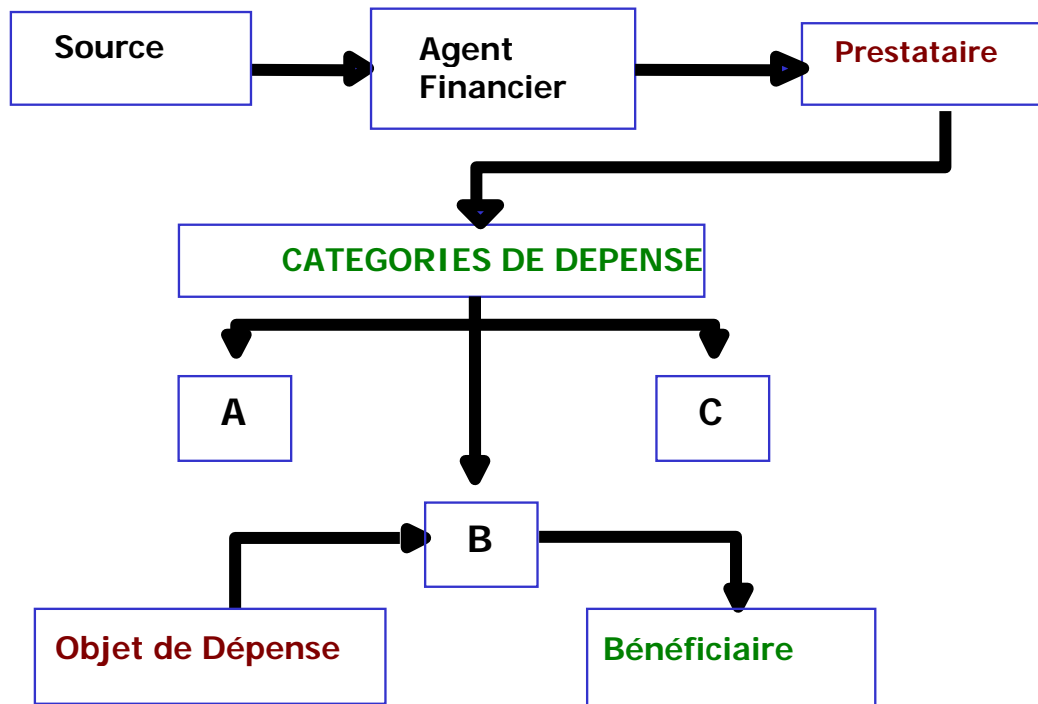 Source
Agent
Financier
Prestataire
CATEGORIES DE DEPENSE
A
C
B
Objet de Dépense
Bénéficiaire